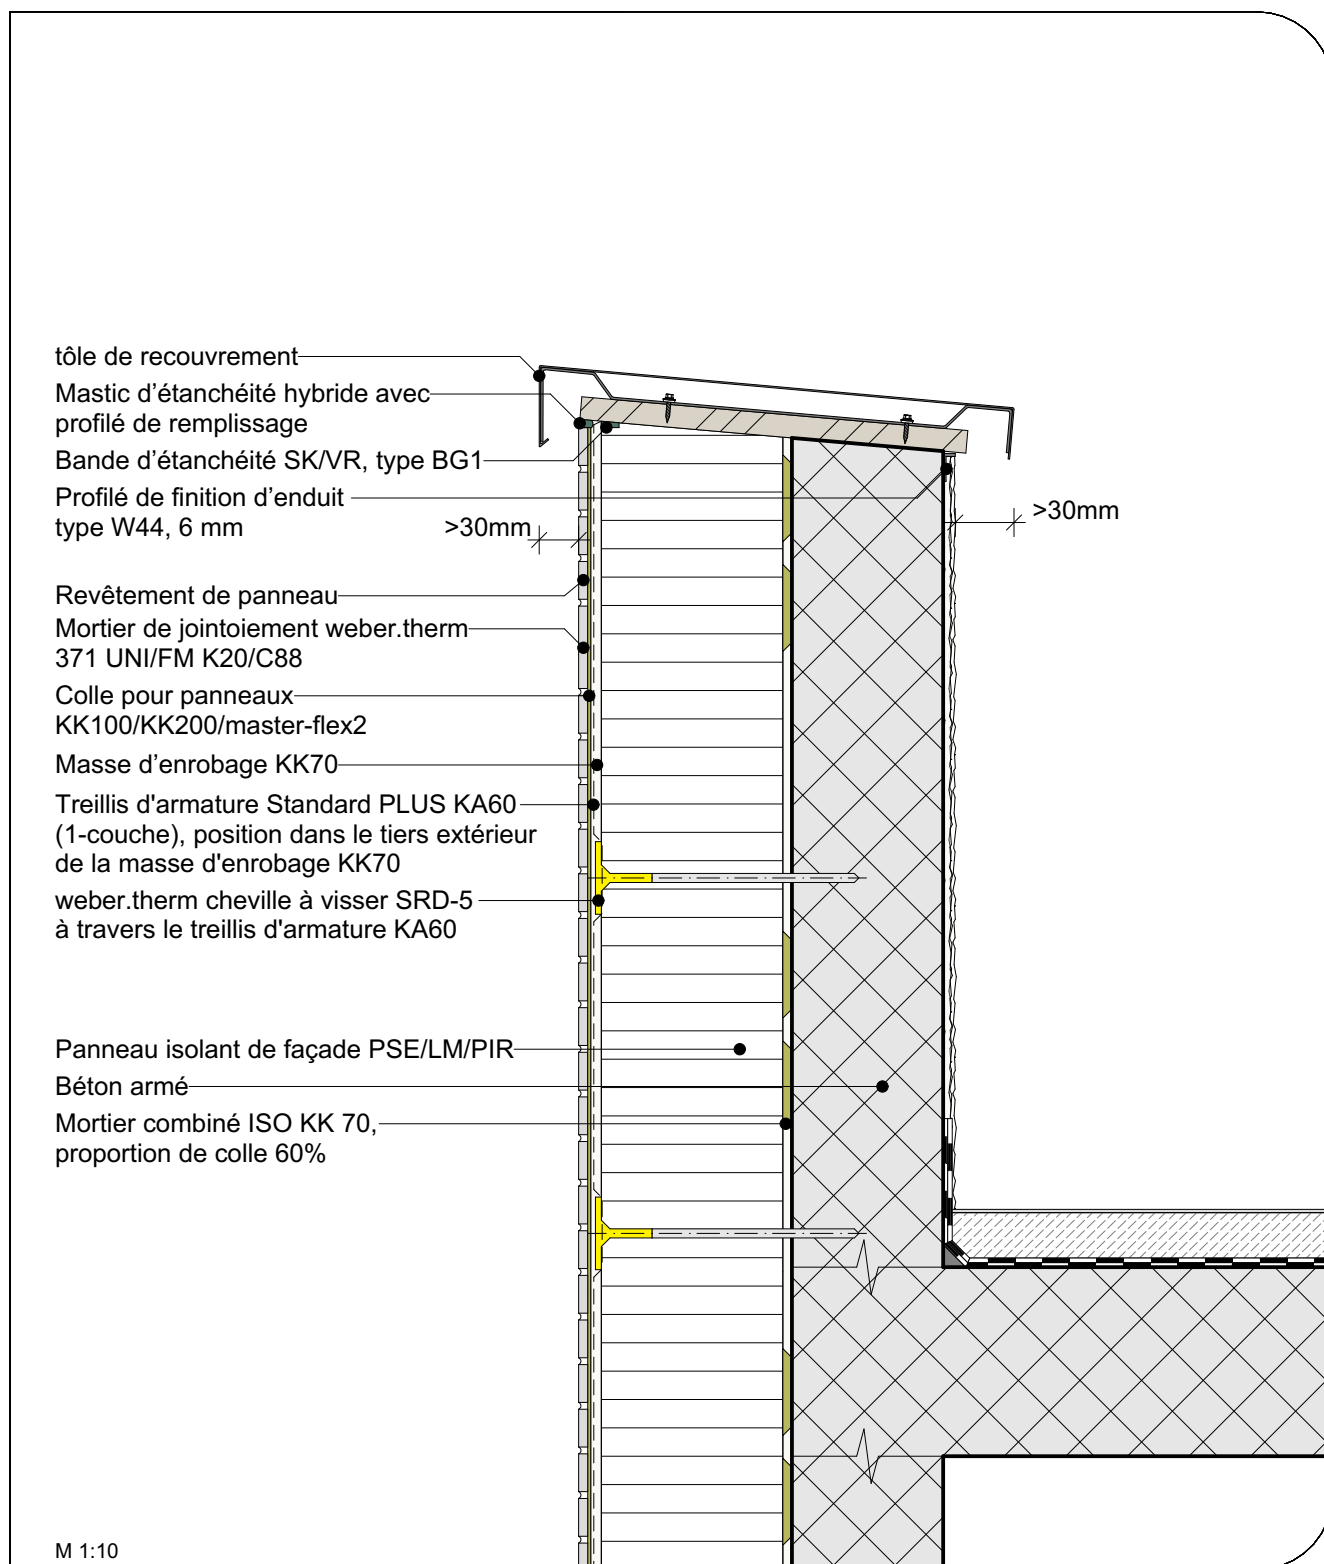 tôle de recouvrement
Mastic d’étanchéité hybride avec
profilé de remplissage
Bande d’étanchéité SK/VR, type BG1
Profilé de finition d’enduit
type W44, 6 mm
>30mm
>30mm
Revêtement de panneau
Mortier de jointoiement weber.therm
371 UNI/FM K20/C88
Colle pour panneaux
KK100/KK200/master-flex2
Masse d’enrobage KK70
Treillis d'armature Standard PLUS KA60
(1-couche), position dans le tiers extérieur
de la masse d'enrobage KK70
weber.therm cheville à visser SRD-5
à travers le treillis d'armature KA60
Panneau isolant de façade PSE/LM/PIR
Béton armé
Mortier combiné ISO KK 70,
proportion de colle 60%
M 1:10